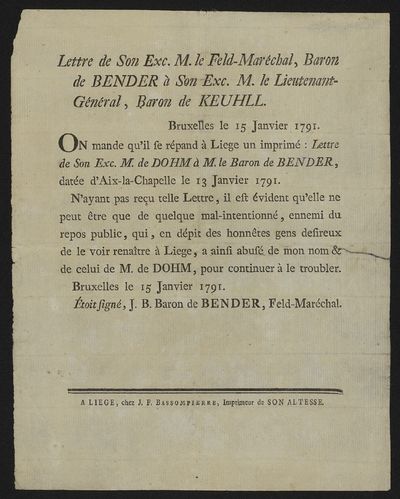 Lettre de Son Exc. M. le Feld-Maréchal, Baron
de BENDER à Son Exc. M. le Lieutenant-
Général, Baron de KEUHLL.
Bruxelles le 15 Janvier 1791.
ON mande qu'il ſe répand à Liege un imprimé : Lettre
de Son Exc. M. de DOHM à M. le Baron de BENDER,
datée d'Aix-la-Chapelle le 13 Janvier 1791.
N'ayant pas reçu telle Lettre, il eſt évident qu'elle ne
peut être que de quelque mal-intentionné, ennemi du
repos public, qui, en dépit des honnêtes gens deſireux
de le voir renaître à Liege, a ainſi abuſé de mon nom &
de celui de M. de DOHM, pour continuer à le troubler.
Bruxelles le 15 Janvier 1791.
Étoit ſigné, J. B. Baron de BENDER, Feld-Maréchal.
A LIEGE, chez J. F. BASSOMPIERRE, Imprimeur de SON ALTESSE.